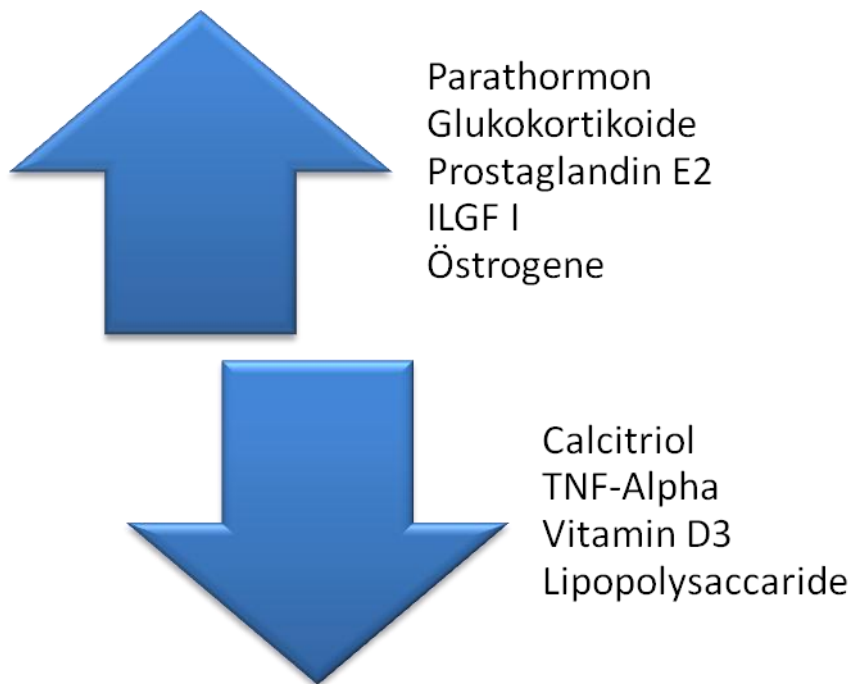 Parathormon
Glukokortikoide
Prostaglandin E2
ILGF I
Östrogene
Calcitriol
TNF-Alpha
Vitamin D3
Lipopolysaccaride